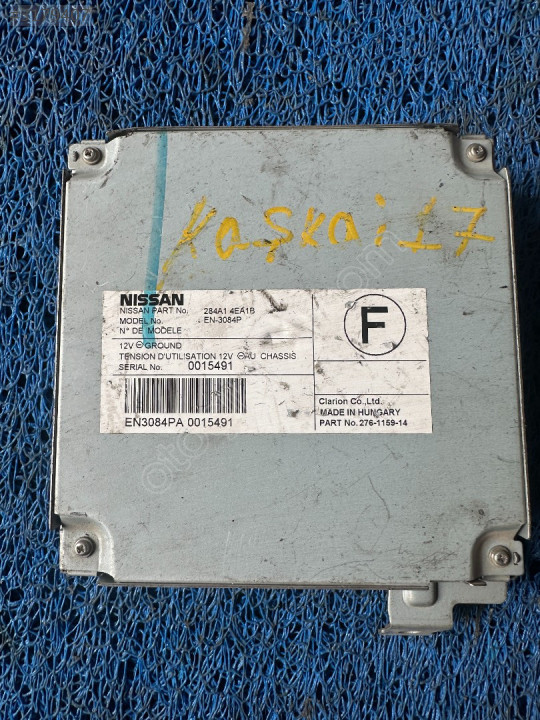 Kaşkai 17
NISSAN
NISSAN PART No. 284A1 4EA1B
MODEL No. EN-3084P
N° DE MODELE
12V ⊖ GROUND
TENSION D'UTILISATION 12V ⊖AU CHASSIS
SERIAL No. 0015491
EN3084PA 0015491
F
Clarion Co.,Ltd.
MADE IN HUNGARY
PART No. 276-1159-14